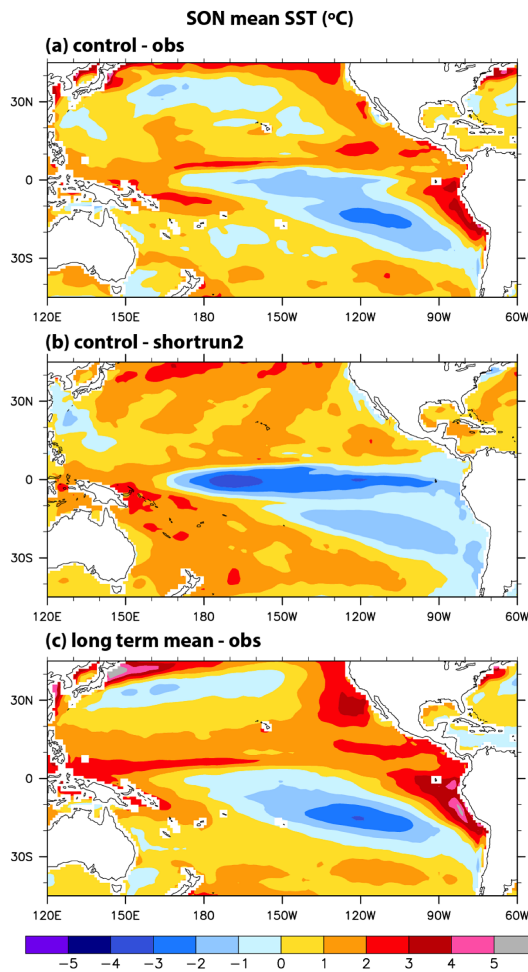 SON mean SST (ºC)
(a) control - obs
30N
0
30S
120E 150E 180 150W 120W 90W 60W
(b) control - shortrun2
30N
0
30S
120E 150E 180 150W 120W 90W 60W
(c) long term mean - obs
30N
0
30S
120E 150E 180 150W 120W 90W 60W
-5 -4 -3 -2 -1 0 1 2 3 4 5